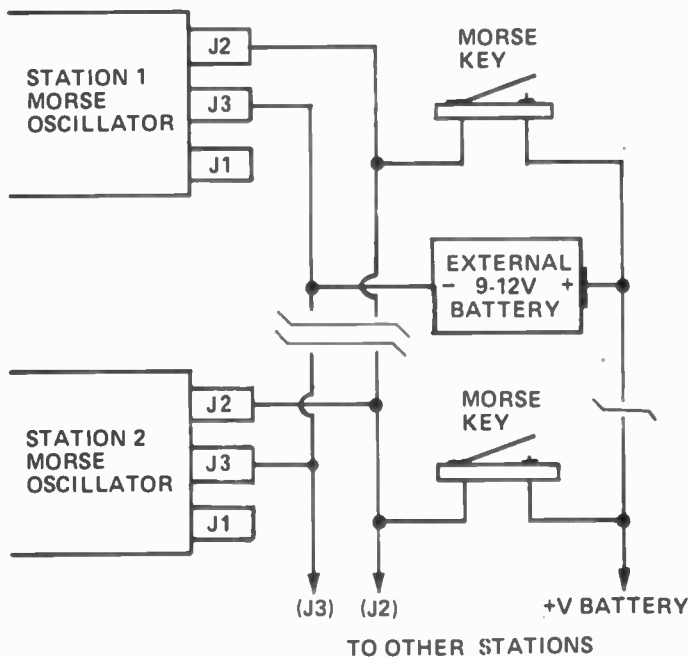 STATION 1
MORSE
OSCILLATOR
J2
J3
J1
MORSE
KEY
EXTERNAL
- 9-12V +
BATTERY
STATION 2
MORSE
OSCILLATOR
J2
J3
J1
MORSE
KEY
(J3) (J2) +V BATTERY
TO OTHER STATIONS